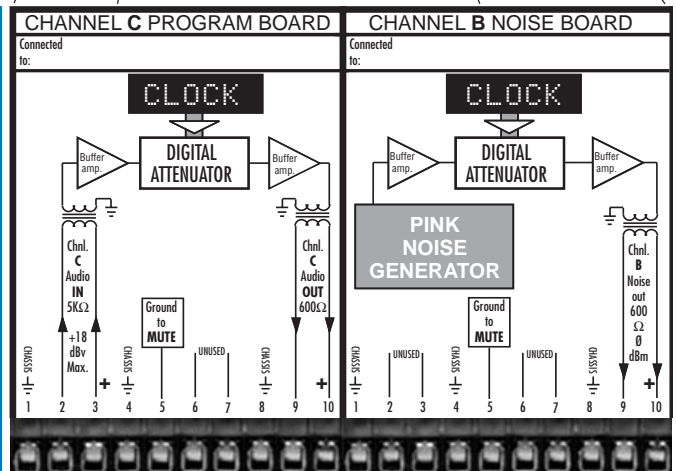 CHANNEL C PROGRAM BOARD
Connected
to:
CLOCK
Buffer
amp.
DIGITAL
ATTENUATOR
Buffer
amp.
Chnl.
C
Audio
IN
5KΩ
+18
dBv
Max.
Ground
to
MUTE
Chnl.
C
Audio
OUT
600Ω
CHASSIS
CHASSIS
UNUSED
CHASSIS
+
+
1 2 3 4 5 6 7 8 9 10
CHANNEL B NOISE BOARD
Connected
to:
CLOCK
Buffer
amp.
DIGITAL
ATTENUATOR
Buffer
amp.
PINK
NOISE
GENERATOR
Ground
to
MUTE
Chnl.
B
Noise
out
600
Ω
Ø
dBm
CHASSIS
UNUSED
CHASSIS
UNUSED
CHASSIS
+
1 2 3 4 5 6 7 8 9 10